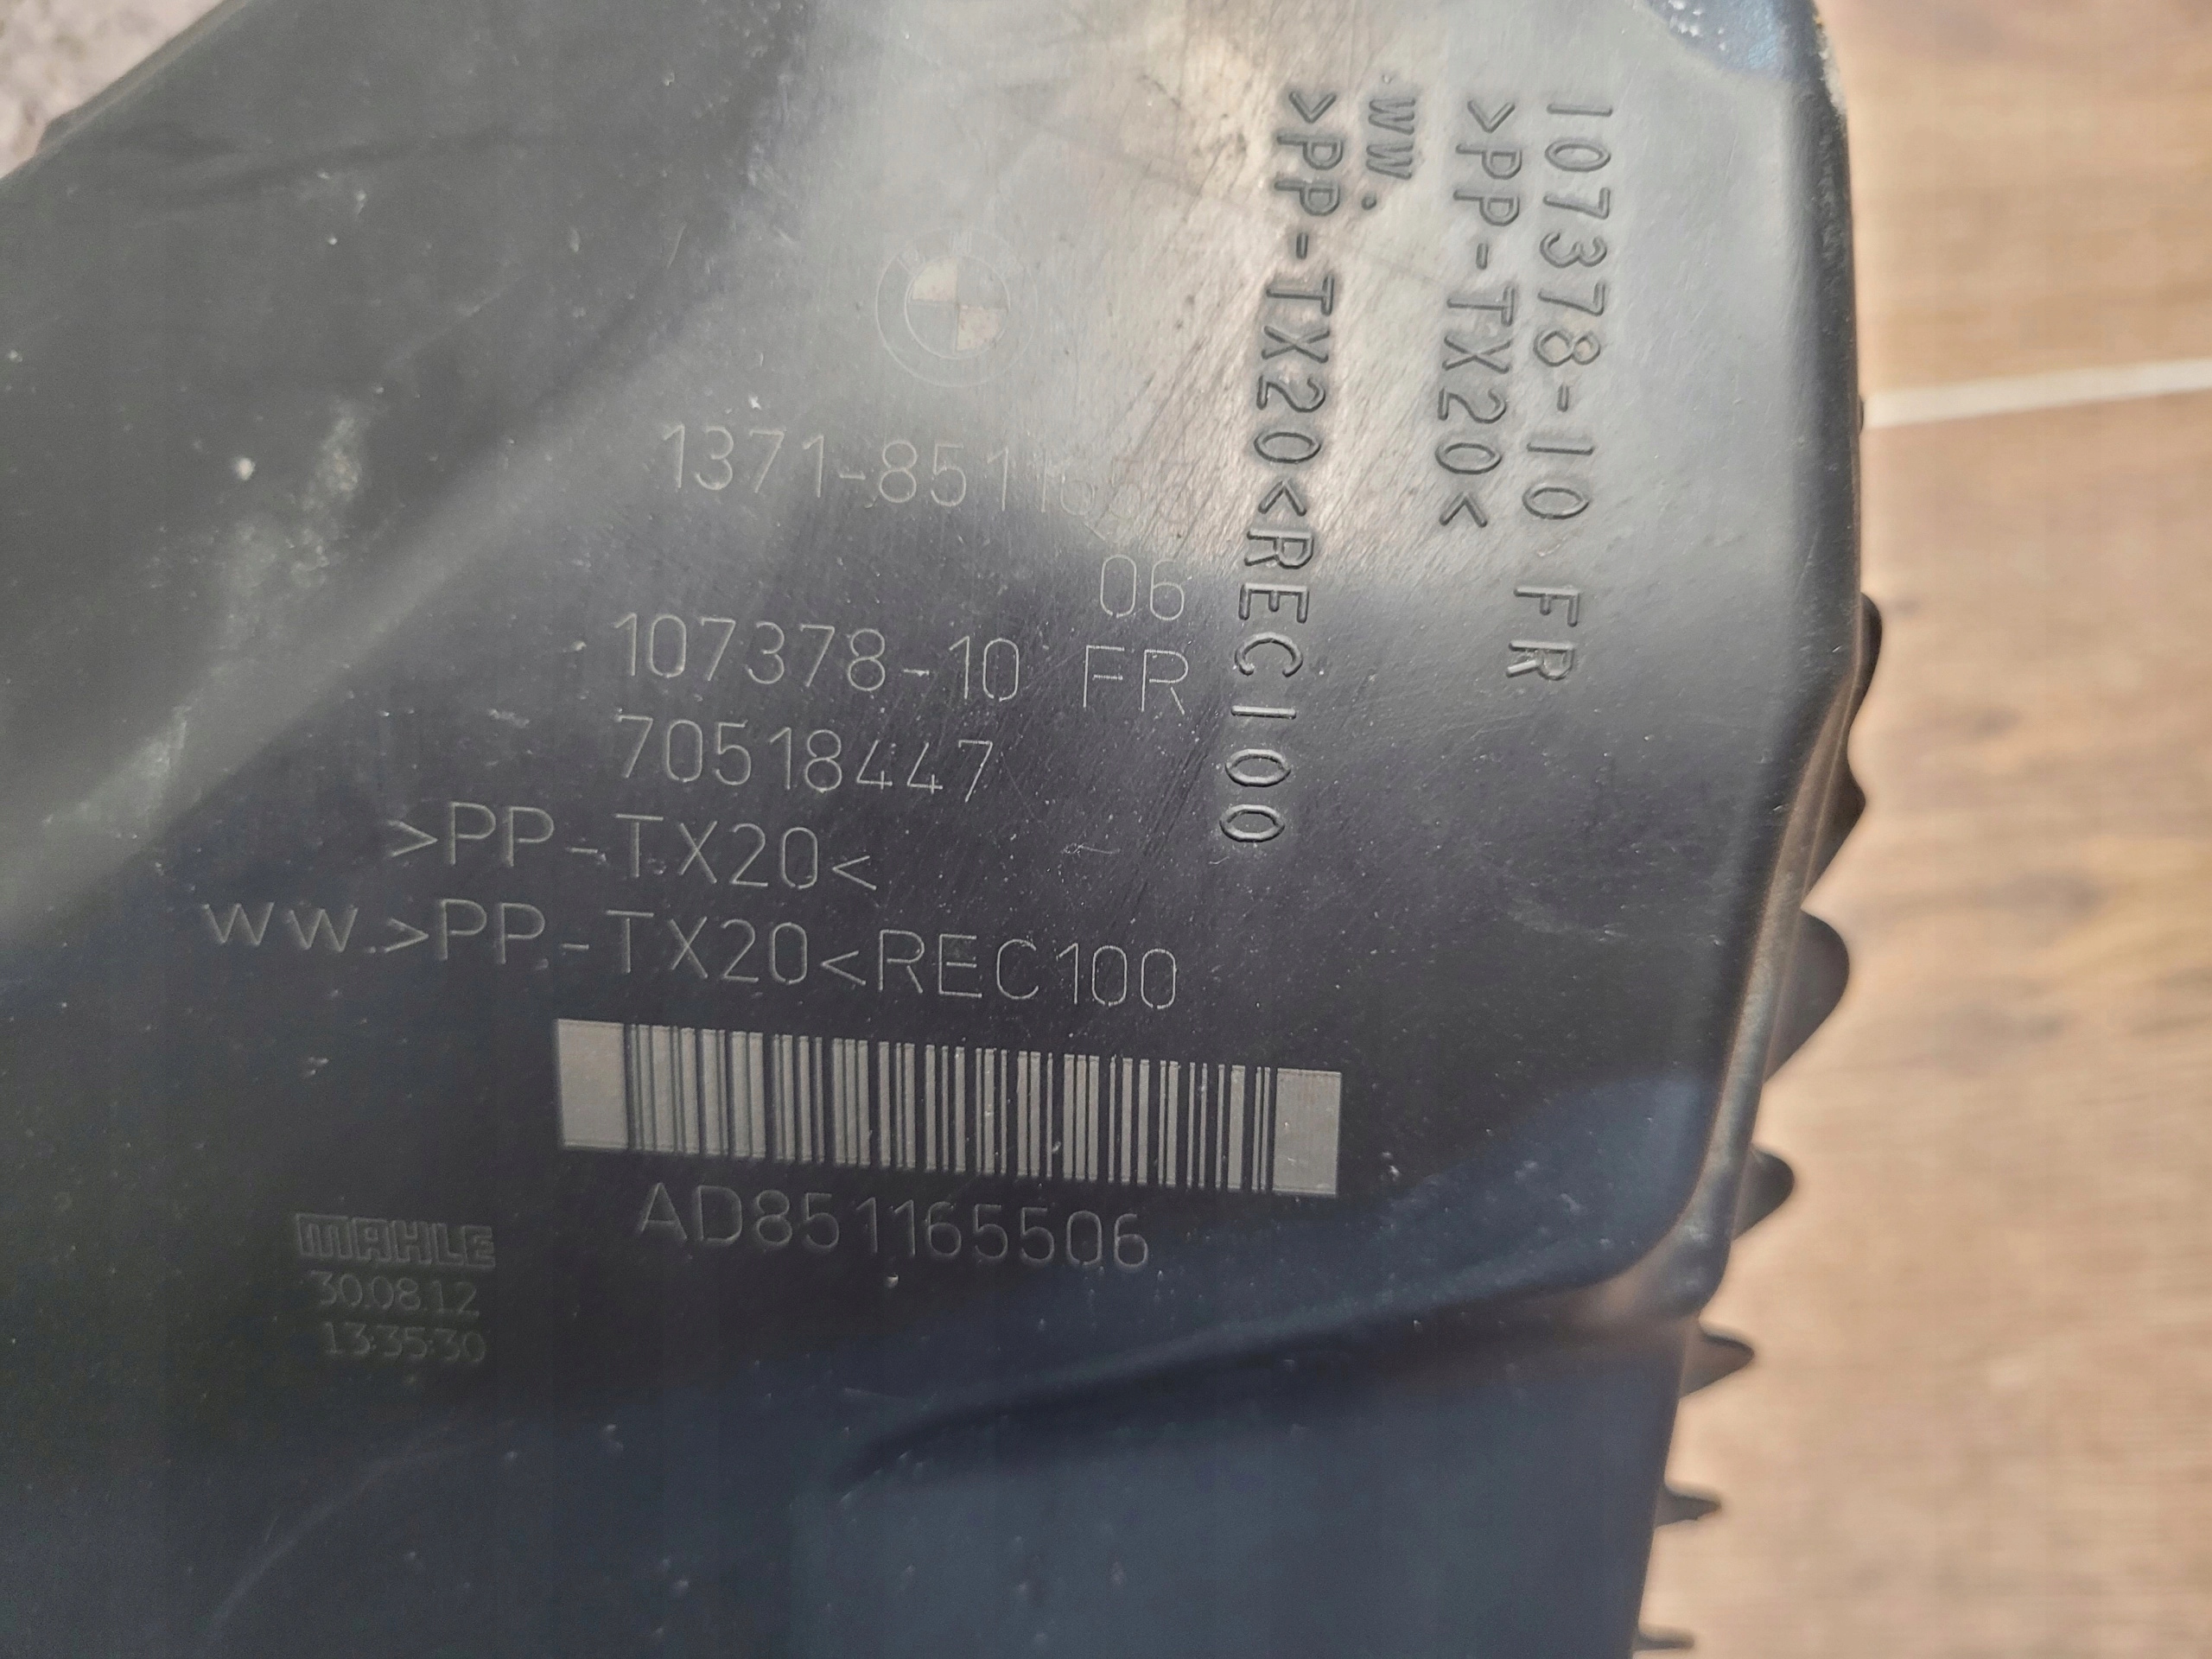 1371-8511655
06
107378-10 FR
70518447
>PP-TX20<
ww.>PP.-TX20<REC100
AD851165506
MAHLE
30.08.12
13:35:30
107378-10 FR
>PP-TX20<
.ww.
>PP-TX20<REC100